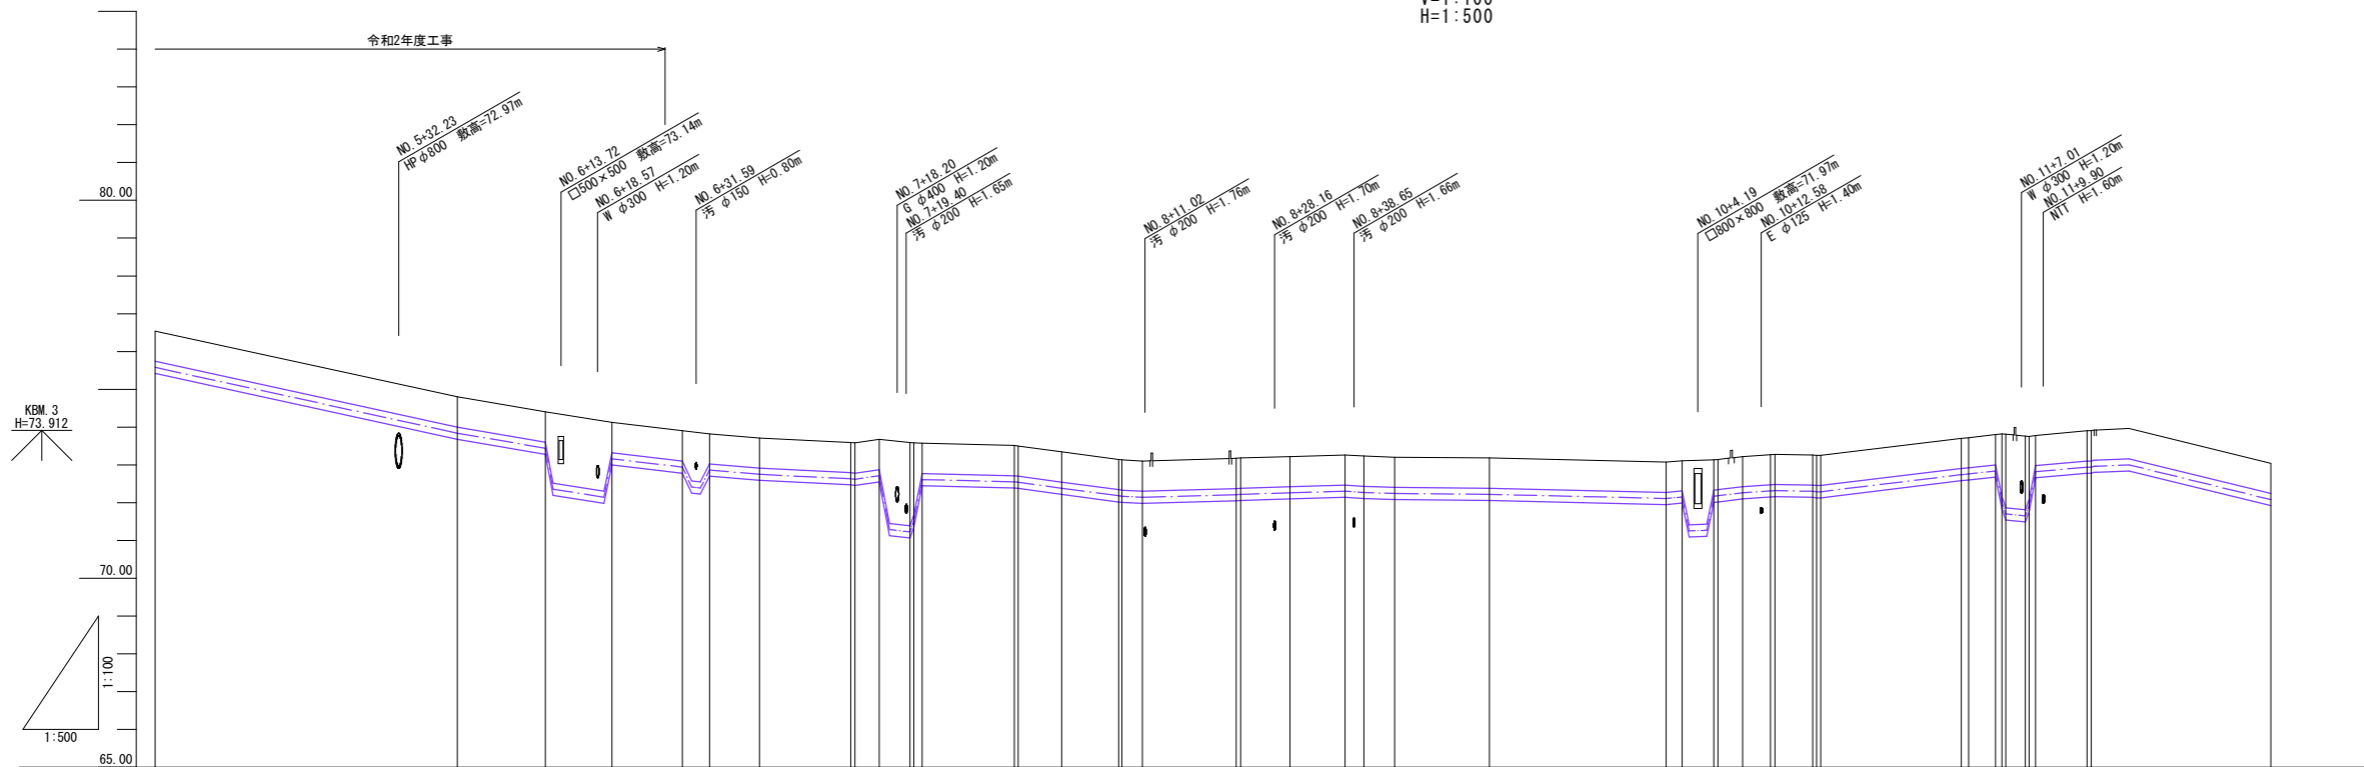 V=1:100
H=1:500
令和2年度工事
NO.5+32.23
HPφ800 敷高=72.97m
NO.6+13.72
□500×500 敷高=73.14m
NO.6+18.57
W φ300 H=1.20m
NO.6+31.59
汚 φ150 H=0.80m
NO.7+18.20
G φ400 H=1.20m
NO.7+19.40
汚 φ200 H=1.65m
NO.8+11.02
汚 φ200 H=1.76m
NO.8+28.16
汚 φ200 H=1.70m
NO.8+38.65
汚 φ200 H=1.66m
NO.10+4.19
□800×800 敷高=71.97m
NO.10+12.58
E φ125 H=1.40m
NO.11+7.01
W φ300 H=1.20m
NO.11+9.90
NTT H=1.60m
80.00
KBM.3
H=73.912
70.00
1:100
1:500
65.00